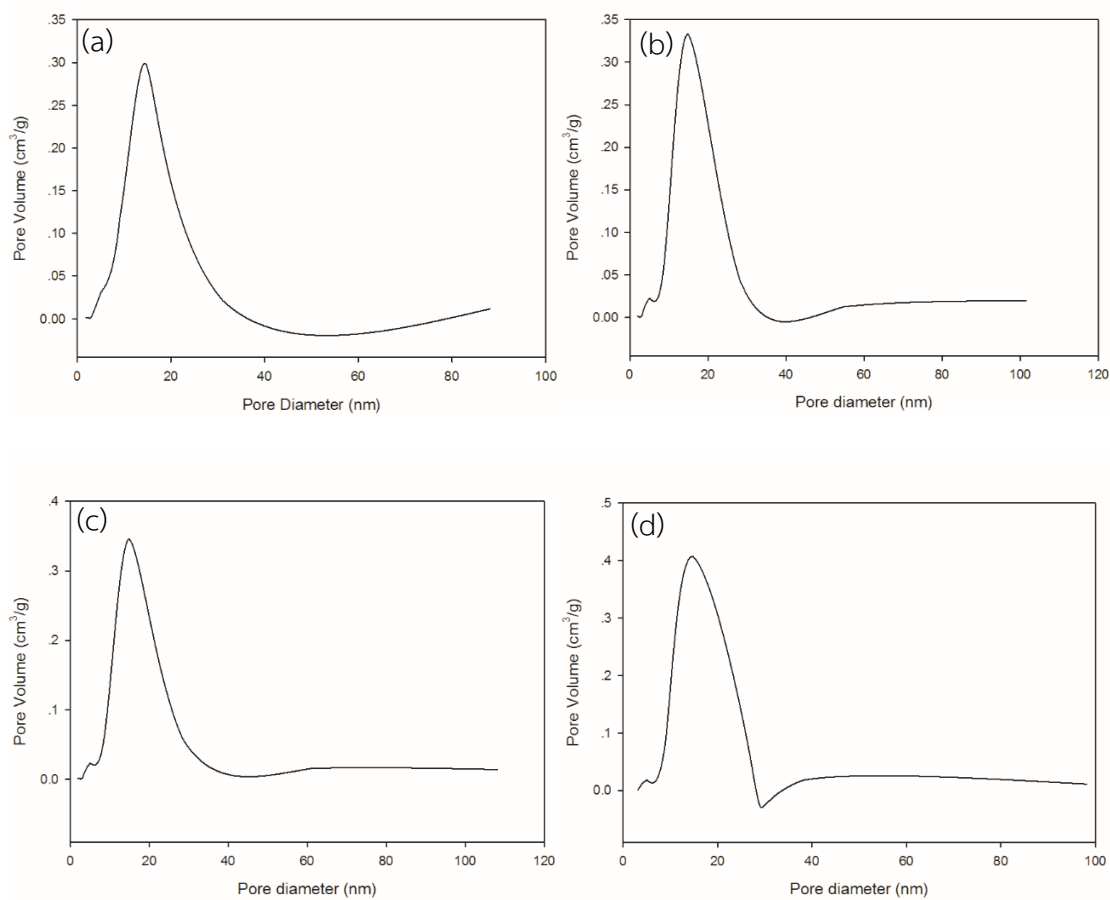 (a)
.35
.30
.25
.20
.15
.10
.05
0.00
Pore Volume (cm³/g)
0 20 40 60 80 100
Pore Diameter (nm)
(b)
.35
.30
.25
.20
.15
.10
.05
0.00
Pore Volume (cm³/g)
0 20 40 60 80 100 120
Pore diameter (nm)
(c)
.4
.3
.2
.1
0.0
Pore Volume (cm³/g)
0 20 40 60 80 100 120
Pore diameter (nm)
(d)
.5
.4
.3
.2
.1
0.0
Pore Volume (cm³/g)
0 20 40 60 80 100
Pore diameter (nm)